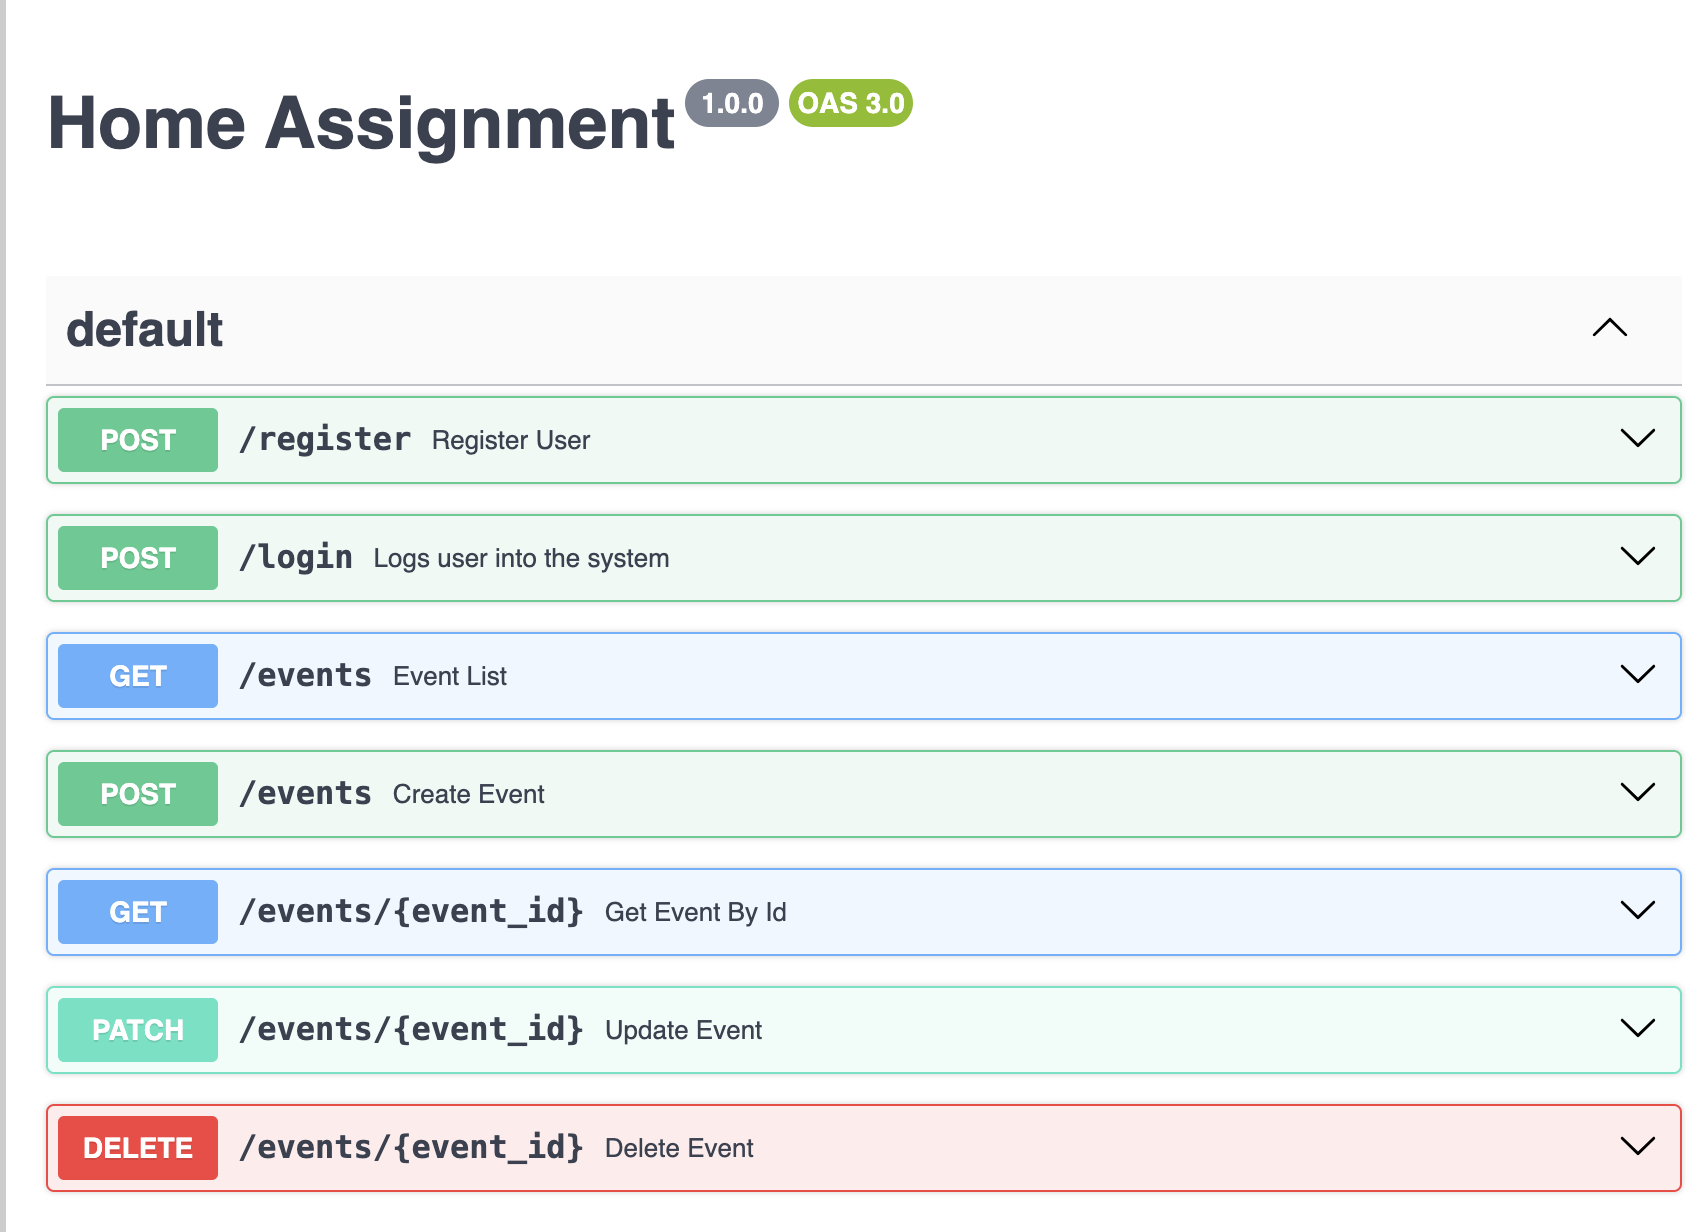 Home Assignment 1.0.0 OAS 3.0
default
POST /register Register User
POST /login Logs user into the system
GET /events Event List
POST /events Create Event
GET /events/{event_id} Get Event By Id
PATCH /events/{event_id} Update Event
DELETE /events/{event_id} Delete Event